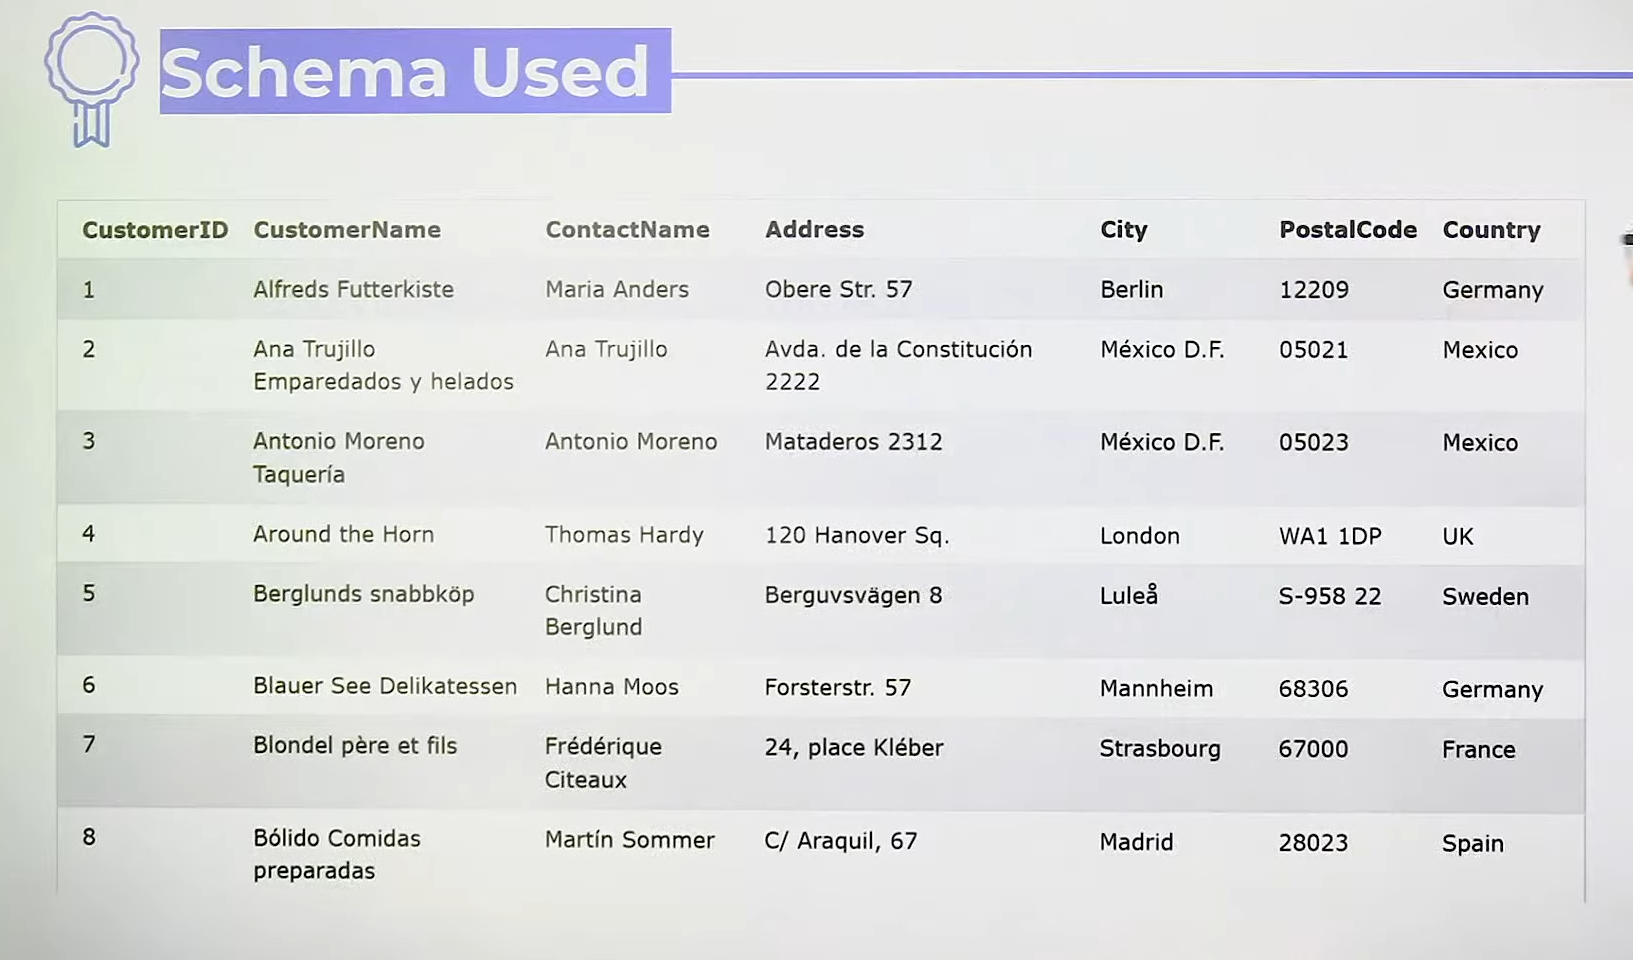 Schema Used
CustomerID CustomerName ContactName Address City PostalCode Country
1 Alfreds Futterkiste Maria Anders Obere Str. 57 Berlin 12209 Germany
2 Ana Trujillo Ana Trujillo Avda. de la Constitución México D.F. 05021 Mexico
Emparedados y helados 2222
3 Antonio Moreno Antonio Moreno Mataderos 2312 México D.F. 05023 Mexico
Taquería
4 Around the Horn Thomas Hardy 120 Hanover Sq. London WA1 1DP UK
5 Berglunds snabbköp Christina Berguvsvägen 8 Luleå S-958 22 Sweden
Berglund
6 Blauer See Delikatessen Hanna Moos Forsterstr. 57 Mannheim 68306 Germany
7 Blondel père et fils Frédérique 24, place Kléber Strasbourg 67000 France
Citeaux
8 Bólido Comidas Martín Sommer C/ Araquil, 67 Madrid 28023 Spain
preparadas